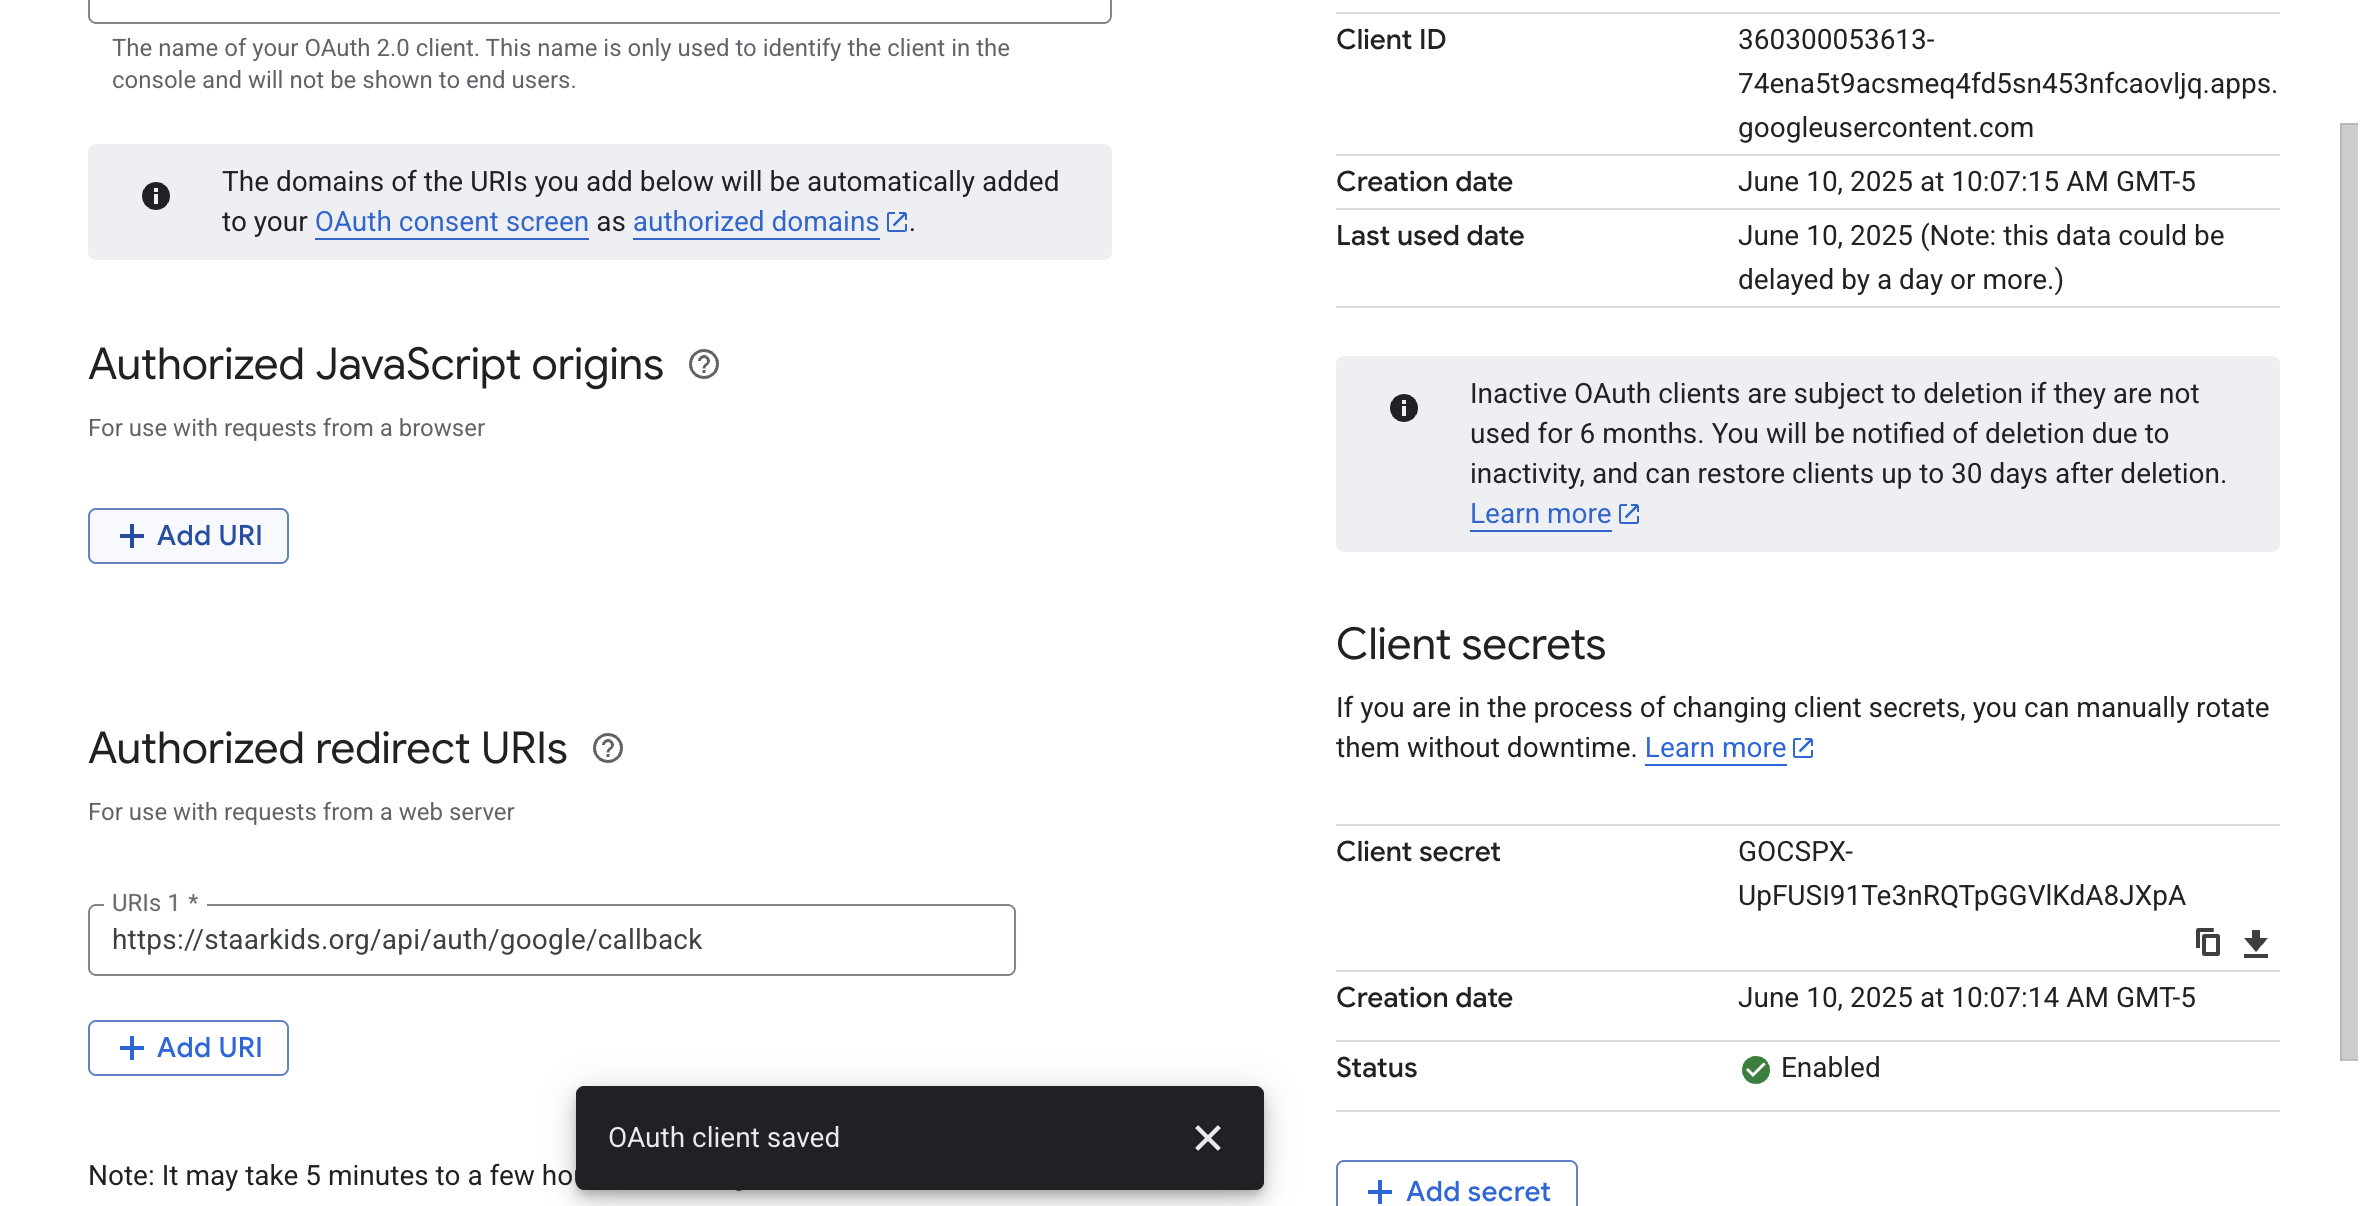 The name of your OAuth 2.0 client. This name is only used to identify the client in the
console and will not be shown to end users.
The domains of the URIs you add below will be automatically added
to your OAuth consent screen as authorized domains.
Authorized JavaScript origins
For use with requests from a browser
Add URI
Authorized redirect URIs
For use with requests from a web server
URIs 1 *
https://staarkids.org/api/auth/google/callback
Add URI
Note: It may take 5 minutes to a few
OAuth client saved
Client ID
360300053613-
74ena5t9acsmeq4fd5sn453nfcaovljq.apps.
googleusercontent.com
Creation date
June 10, 2025 at 10:07:15 AM GMT-5
Last used date
June 10, 2025 (Note: this data could be
delayed by a day or more.)
Inactive OAuth clients are subject to deletion if they are not
used for 6 months. You will be notified of deletion due to
inactivity, and can restore clients up to 30 days after deletion.
Learn more
Client secrets
If you are in the process of changing client secrets, you can manually rotate
them without downtime. Learn more
Client secret
GOCSPX-
UpFUSI91Te3nRQTpGGVlKdA8JXpA
Creation date
June 10, 2025 at 10:07:14 AM GMT-5
Status
Enabled
Add secret